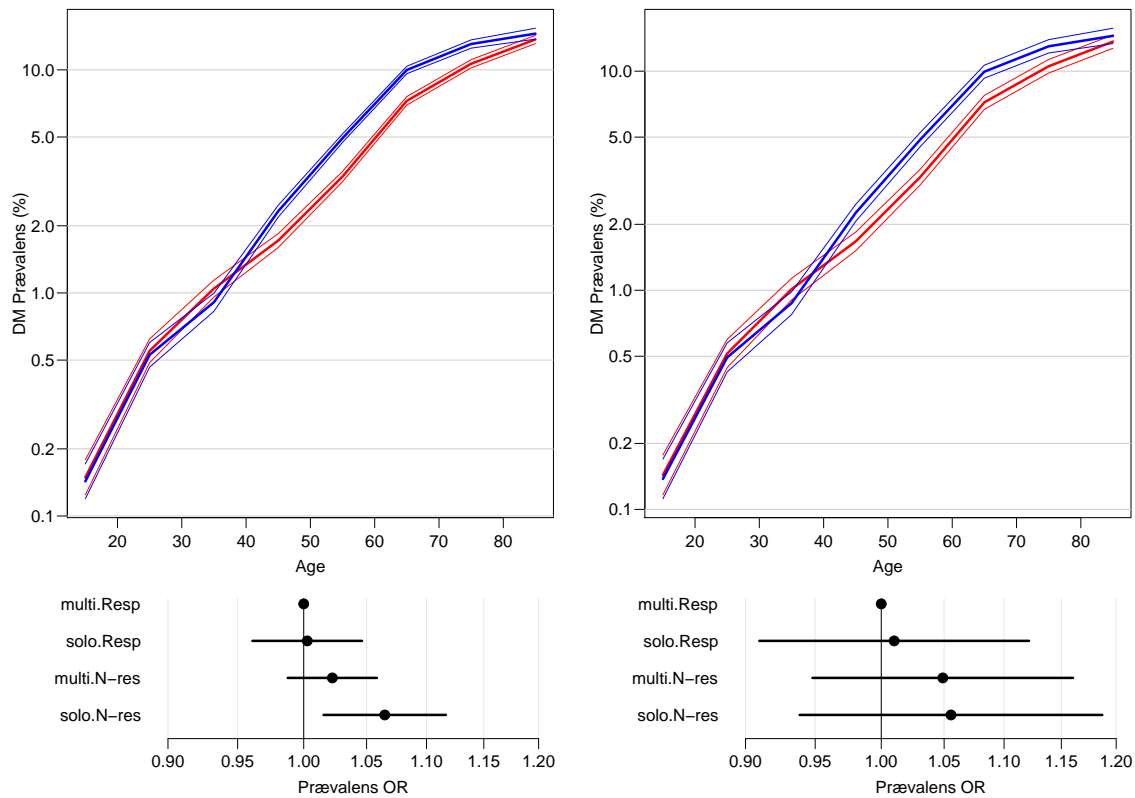 10.0
5.0
2.0
1.0
0.5
0.2
0.1
DM Prævalens (%)
20 30 40 50 60 70 80
Age
multi.Resp
solo.Resp
multi.N−res
solo.N−res
0.90 0.95 1.00 1.05 1.10 1.15 1.20
Prævalens OR
10.0
5.0
2.0
1.0
0.5
0.2
0.1
DM Prævalens (%)
20 30 40 50 60 70 80
Age
multi.Resp
solo.Resp
multi.N−res
solo.N−res
0.90 0.95 1.00 1.05 1.10 1.15 1.20
Prævalens OR